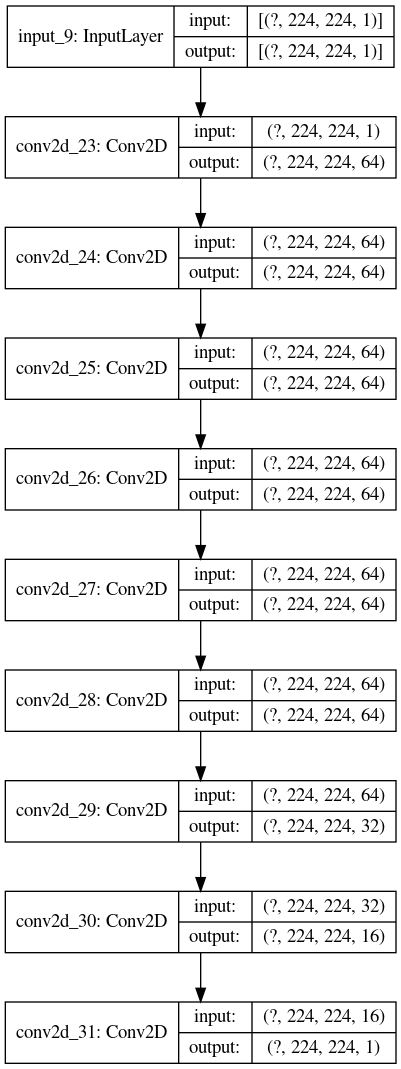 input_9: InputLayer
input: [(?, 224, 224, 1)]
output: [(?, 224, 224, 1)]
conv2d_23: Conv2D
input: (?, 224, 224, 1)
output: (?, 224, 224, 64)
conv2d_24: Conv2D
input: (?, 224, 224, 64)
output: (?, 224, 224, 64)
conv2d_25: Conv2D
input: (?, 224, 224, 64)
output: (?, 224, 224, 64)
conv2d_26: Conv2D
input: (?, 224, 224, 64)
output: (?, 224, 224, 64)
conv2d_27: Conv2D
input: (?, 224, 224, 64)
output: (?, 224, 224, 64)
conv2d_28: Conv2D
input: (?, 224, 224, 64)
output: (?, 224, 224, 64)
conv2d_29: Conv2D
input: (?, 224, 224, 64)
output: (?, 224, 224, 32)
conv2d_30: Conv2D
input: (?, 224, 224, 32)
output: (?, 224, 224, 16)
conv2d_31: Conv2D
input: (?, 224, 224, 16)
output: (?, 224, 224, 1)